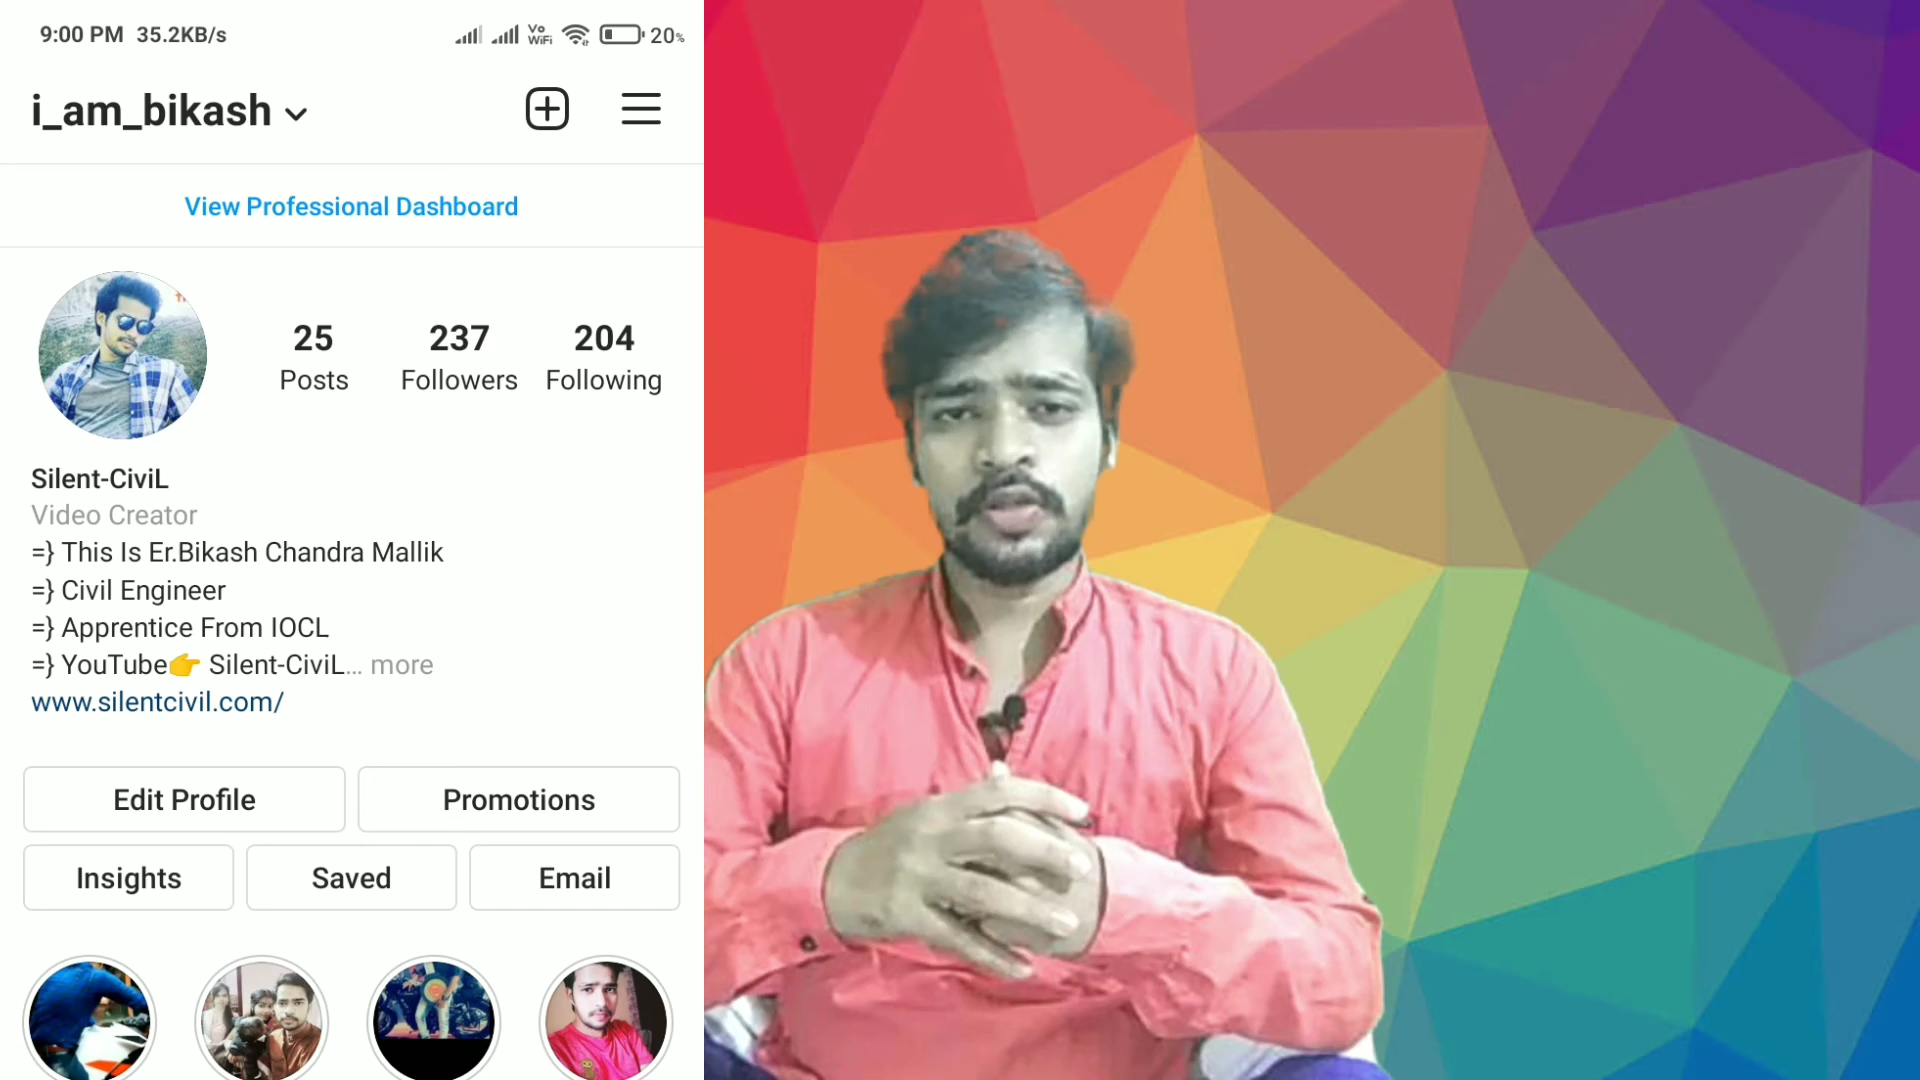 9:00 PM 35.2KB/s Vo WiFi 20%
i_am_bikash
View Professional Dashboard
25 237 204
Posts Followers Following
Silent-CiviL
Video Creator
=} This Is Er.Bikash Chandra Mallik
=} Civil Engineer
=} Apprentice From IOCL
=} YouTube👉 Silent-CiviL... more
www.silentcivil.com/
Edit Profile Promotions
Insights Saved Email